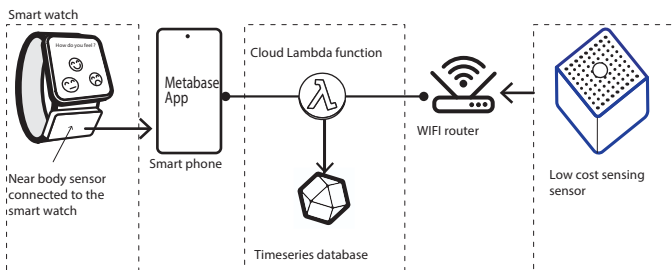 Smart watch
How do you feel ?
Near body sensor
connected to the
smart watch
Metabase
App
Smart phone
Cloud Lambda function
λ
Timeseries database
WIFI router
Low cost sensing
sensor